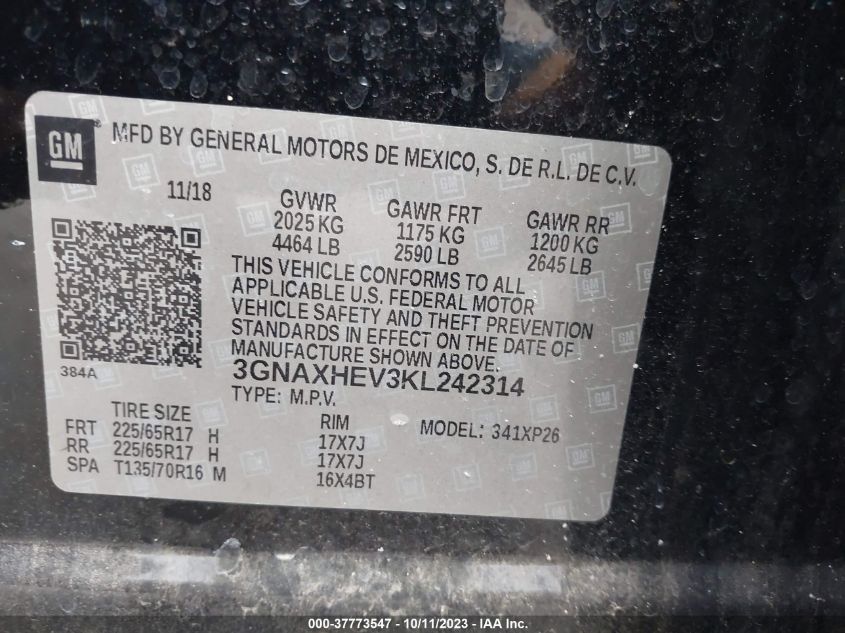 GM ®
MFD BY GENERAL MOTORS DE MEXICO, S. DE R.L. DE C.V.
11/18 GVWR GAWR FRT GAWR RR
2025 KG 1175 KG 1200 KG
4464 LB 2590 LB 2645 LB
THIS VEHICLE CONFORMS TO ALL
APPLICABLE U.S. FEDERAL MOTOR
VEHICLE SAFETY AND THEFT PREVENTION
STANDARDS IN EFFECT ON THE DATE OF
MANUFACTURE SHOWN ABOVE.
384A
3GNAXHEV3KL242314
TYPE: M.P.V.
TIRE SIZE RIM MODEL: 341XP26
FRT 225/65R17 H 17X7J
RR 225/65R17 H 17X7J
SPA T135/70R16 M 16X4BT
000-37773547 - 10/11/2023 - IAA Inc.